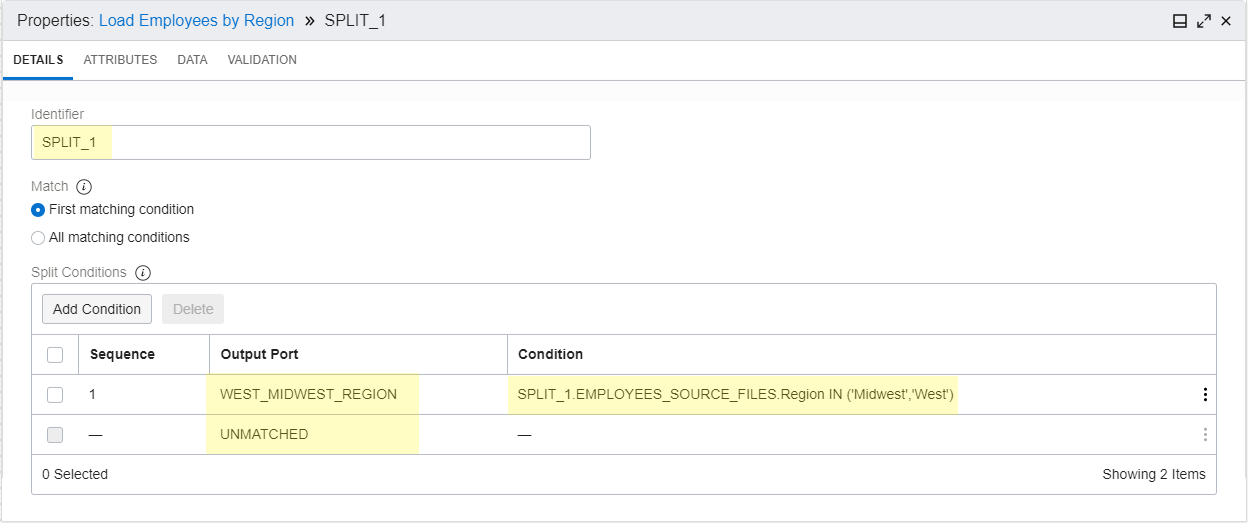 Properties: Load Employees by Region » SPLIT_1
DETAILS ATTRIBUTES DATA VALIDATION
Identifier
SPLIT_1
Match
First matching condition
All matching conditions
Split Conditions
Add Condition Delete
Sequence Output Port Condition
1 WEST_MIDWEST_REGION SPLIT_1.EMPLOYEES_SOURCE_FILES.Region IN ('Midwest','West')
— UNMATCHED —
0 Selected Showing 2 Items